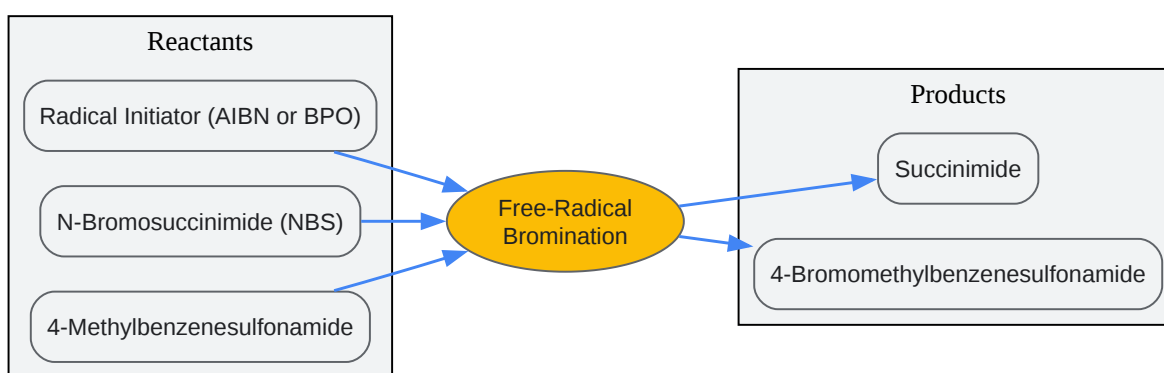 Reactants
Radical Initiator (AIBN or BPO)
N-Bromosuccinimide (NBS)
4-Methylbenzenesulfonamide
Free-Radical
Bromination
Products
Succinimide
4-Bromomethylbenzenesulfonamide